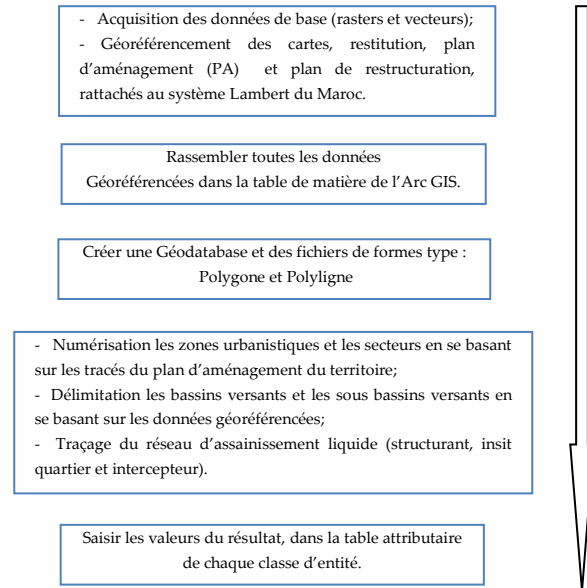 - Acquisition des données de base (rasters et vecteurs);
- Géoréférencement des cartes, restitution, plan
d’aménagement (PA) et plan de restructuration,
rattachés au système Lambert du Maroc.
Rassembler toutes les données
Géoréférencées dans la table de matière de l’Arc GIS.
Créer une Géodatabase et des fichiers de formes type :
Polygone et Polyligne
- Numérisation les zones urbanistiques et les secteurs en se basant
sur les tracés du plan d’aménagement du territoire;
- Délimitation les bassins versants et les sous bassins versants en
se basant sur les données géoréférencées;
- Traçage du réseau d’assainissement liquide (structurant, insit
quartier et intercepteur).
Saisir les valeurs du résultat, dans la table attributaire
de chaque classe d’entité.